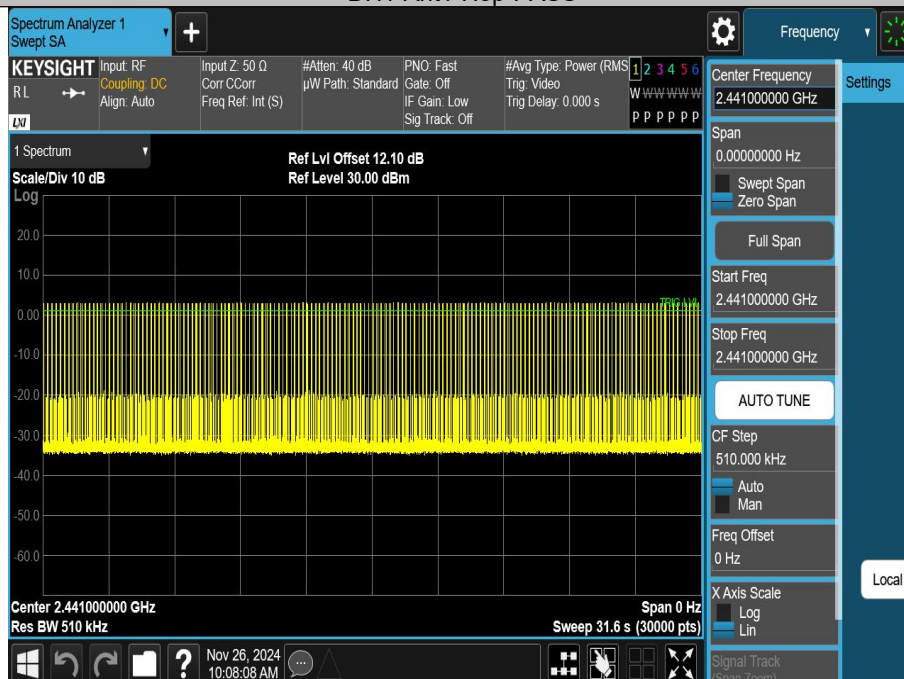 Spectrum Analyzer 1
Swept SA
Frequency
KEYSIGHT
R L
LXI
Input: RF
Coupling: DC
Align: Auto
Input Z: 50 Ω
Corr CCorr
Freq Ref: Int (S)
#Atten: 40 dB
µW Path: Standard
PNO: Fast
Gate: Off
IF Gain: Low
Sig Track: Off
#Avg Type: Power (RMS
Trig: Video
Trig Delay: 0.000 s
1 2 3 4 5 6
W W W W W W
P P P P P P
Center Frequency
2.441000000 GHz
Settings
1 Spectrum
Scale/Div 10 dB
Ref Lvl Offset 12.10 dB
Ref Level 30.00 dBm
Log
20.0
10.0
0.00
-10.0
-20.0
-30.0
-40.0
-50.0
-60.0
TRIG LVL
Center 2.441000000 GHz
Span 0 Hz
Res BW 510 kHz
Sweep 31.6 s (30000 pts)
Span
0.00000000 Hz
Swept Span
Zero Span
Full Span
Start Freq
2.441000000 GHz
Stop Freq
2.441000000 GHz
AUTO TUNE
CF Step
510.000 kHz
Auto
Man
Freq Offset
0 Hz
X Axis Scale
Log
Lin
Local
Signal Track
(Span Zoom)
?
Nov 26, 2024
10:08:08 AM